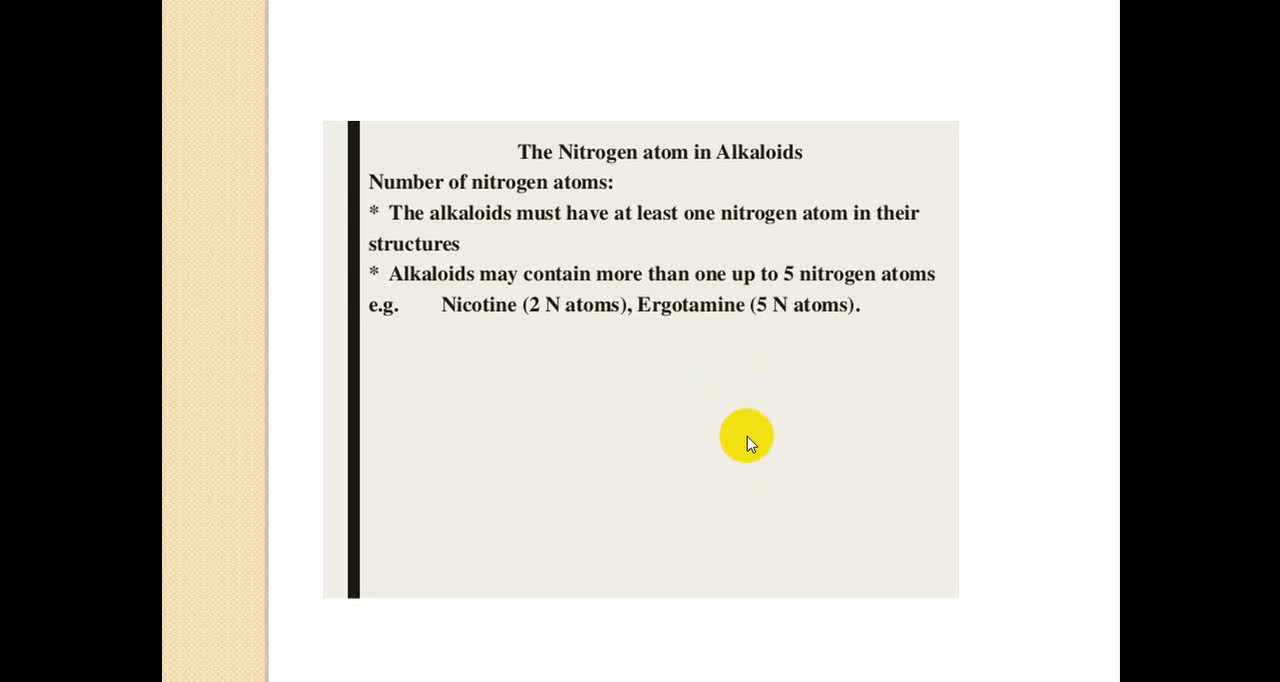 The Nitrogen atom in Alkaloids
Number of nitrogen atoms:
* The alkaloids must have at least one nitrogen atom in their
structures
* Alkaloids may contain more than one up to 5 nitrogen atoms
e.g. Nicotine (2 N atoms), Ergotamine (5 N atoms).